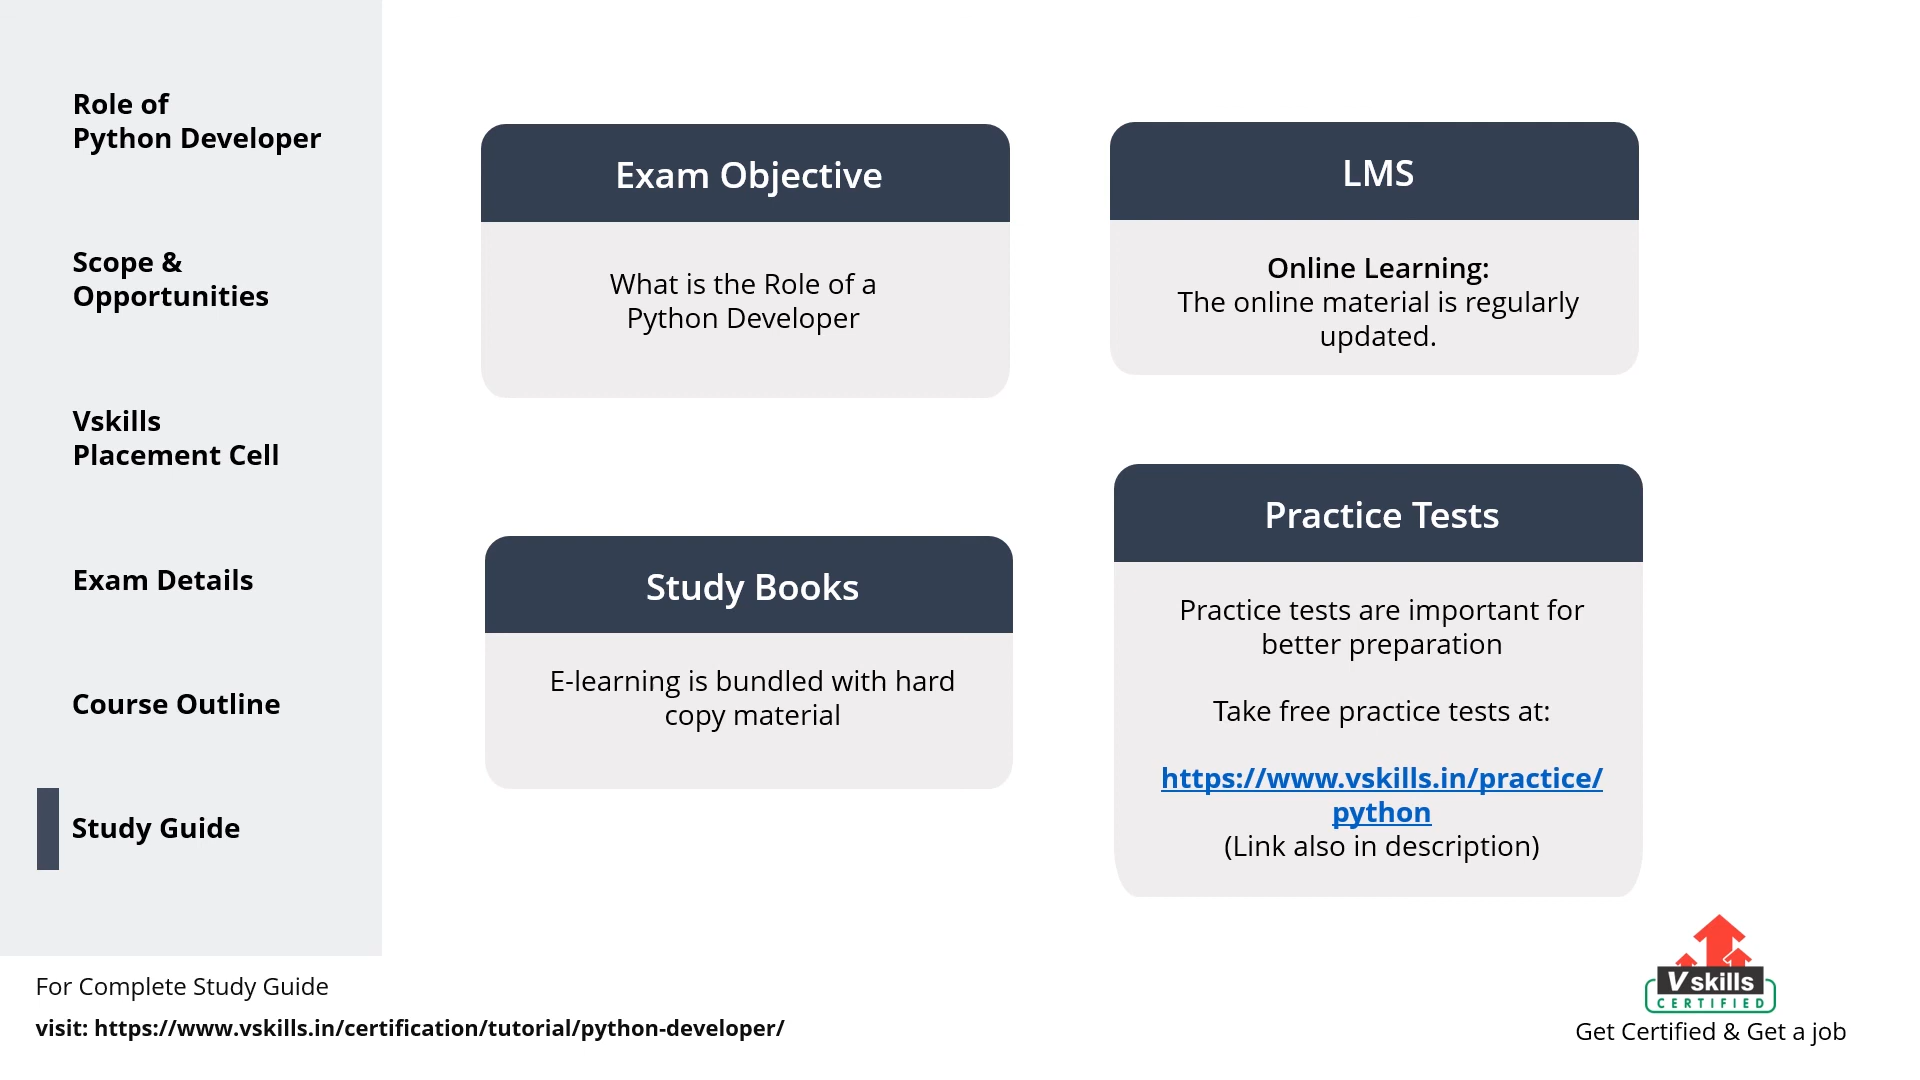 Role of
Python Developer
Scope &
Opportunities
Vskills
Placement Cell
Exam Details
Course Outline
Study Guide
Exam Objective
What is the Role of a
Python Developer
LMS
Online Learning:
The online material is regularly
updated.
Study Books
E-learning is bundled with hard
copy material
Practice Tests
Practice tests are important for
better preparation
Take free practice tests at:
https://www.vskills.in/practice/
python
(Link also in description)
For Complete Study Guide
visit: https://www.vskills.in/certification/tutorial/python-developer/
Vskills
CERTIFIED
Get Certified & Get a job